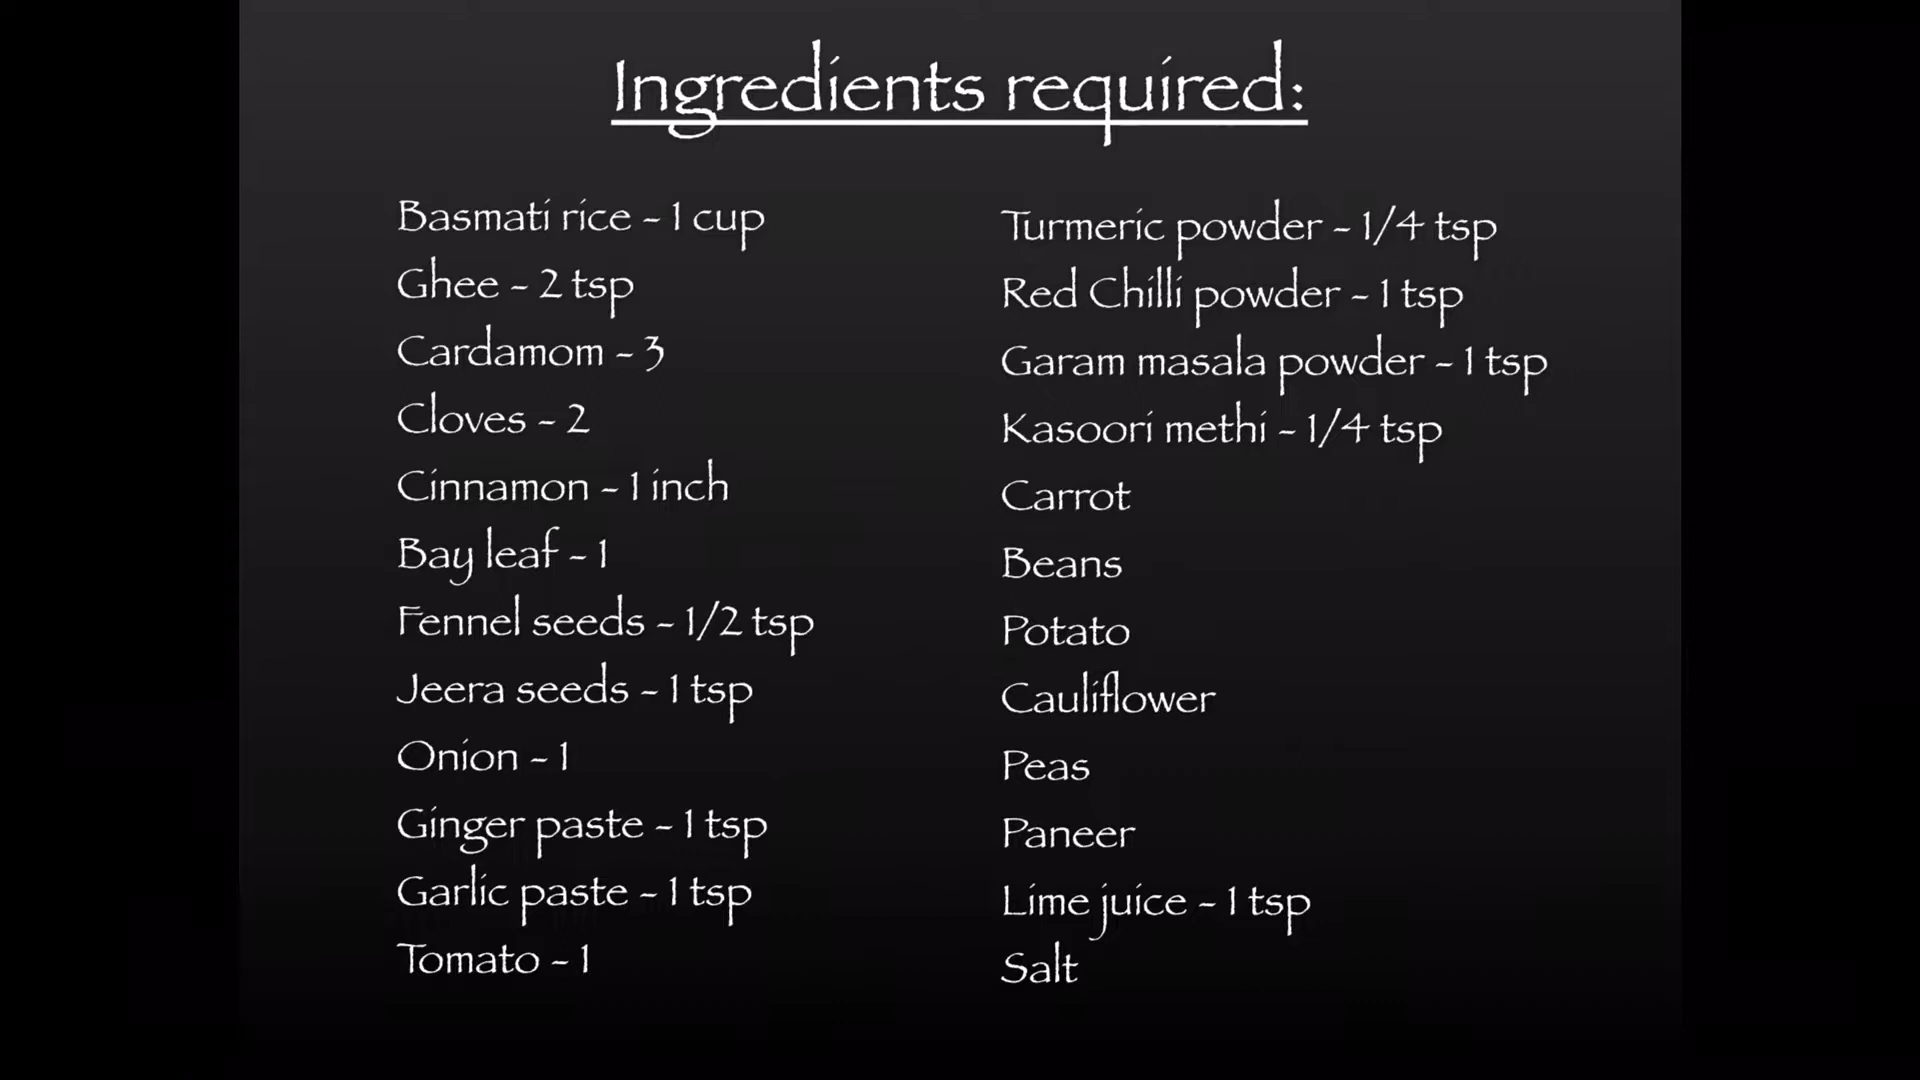 Ingredients required:
Basmati rice - 1 cup
Ghee - 2 tsp
Cardamom - 3
Cloves - 2
Cinnamon - 1 inch
Bay leaf - 1
Fennel seeds - 1/2 tsp
Jeera seeds - 1 tsp
Onion - 1
Ginger paste - 1 tsp
Garlic paste - 1 tsp
Tomato - 1
Turmeric powder - 1/4 tsp
Red Chilli powder - 1 tsp
Garam masala powder - 1 tsp
Kasoori methi - 1/4 tsp
Carrot
Beans
Potato
Cauliflower
Peas
Paneer
Lime juice - 1 tsp
Salt